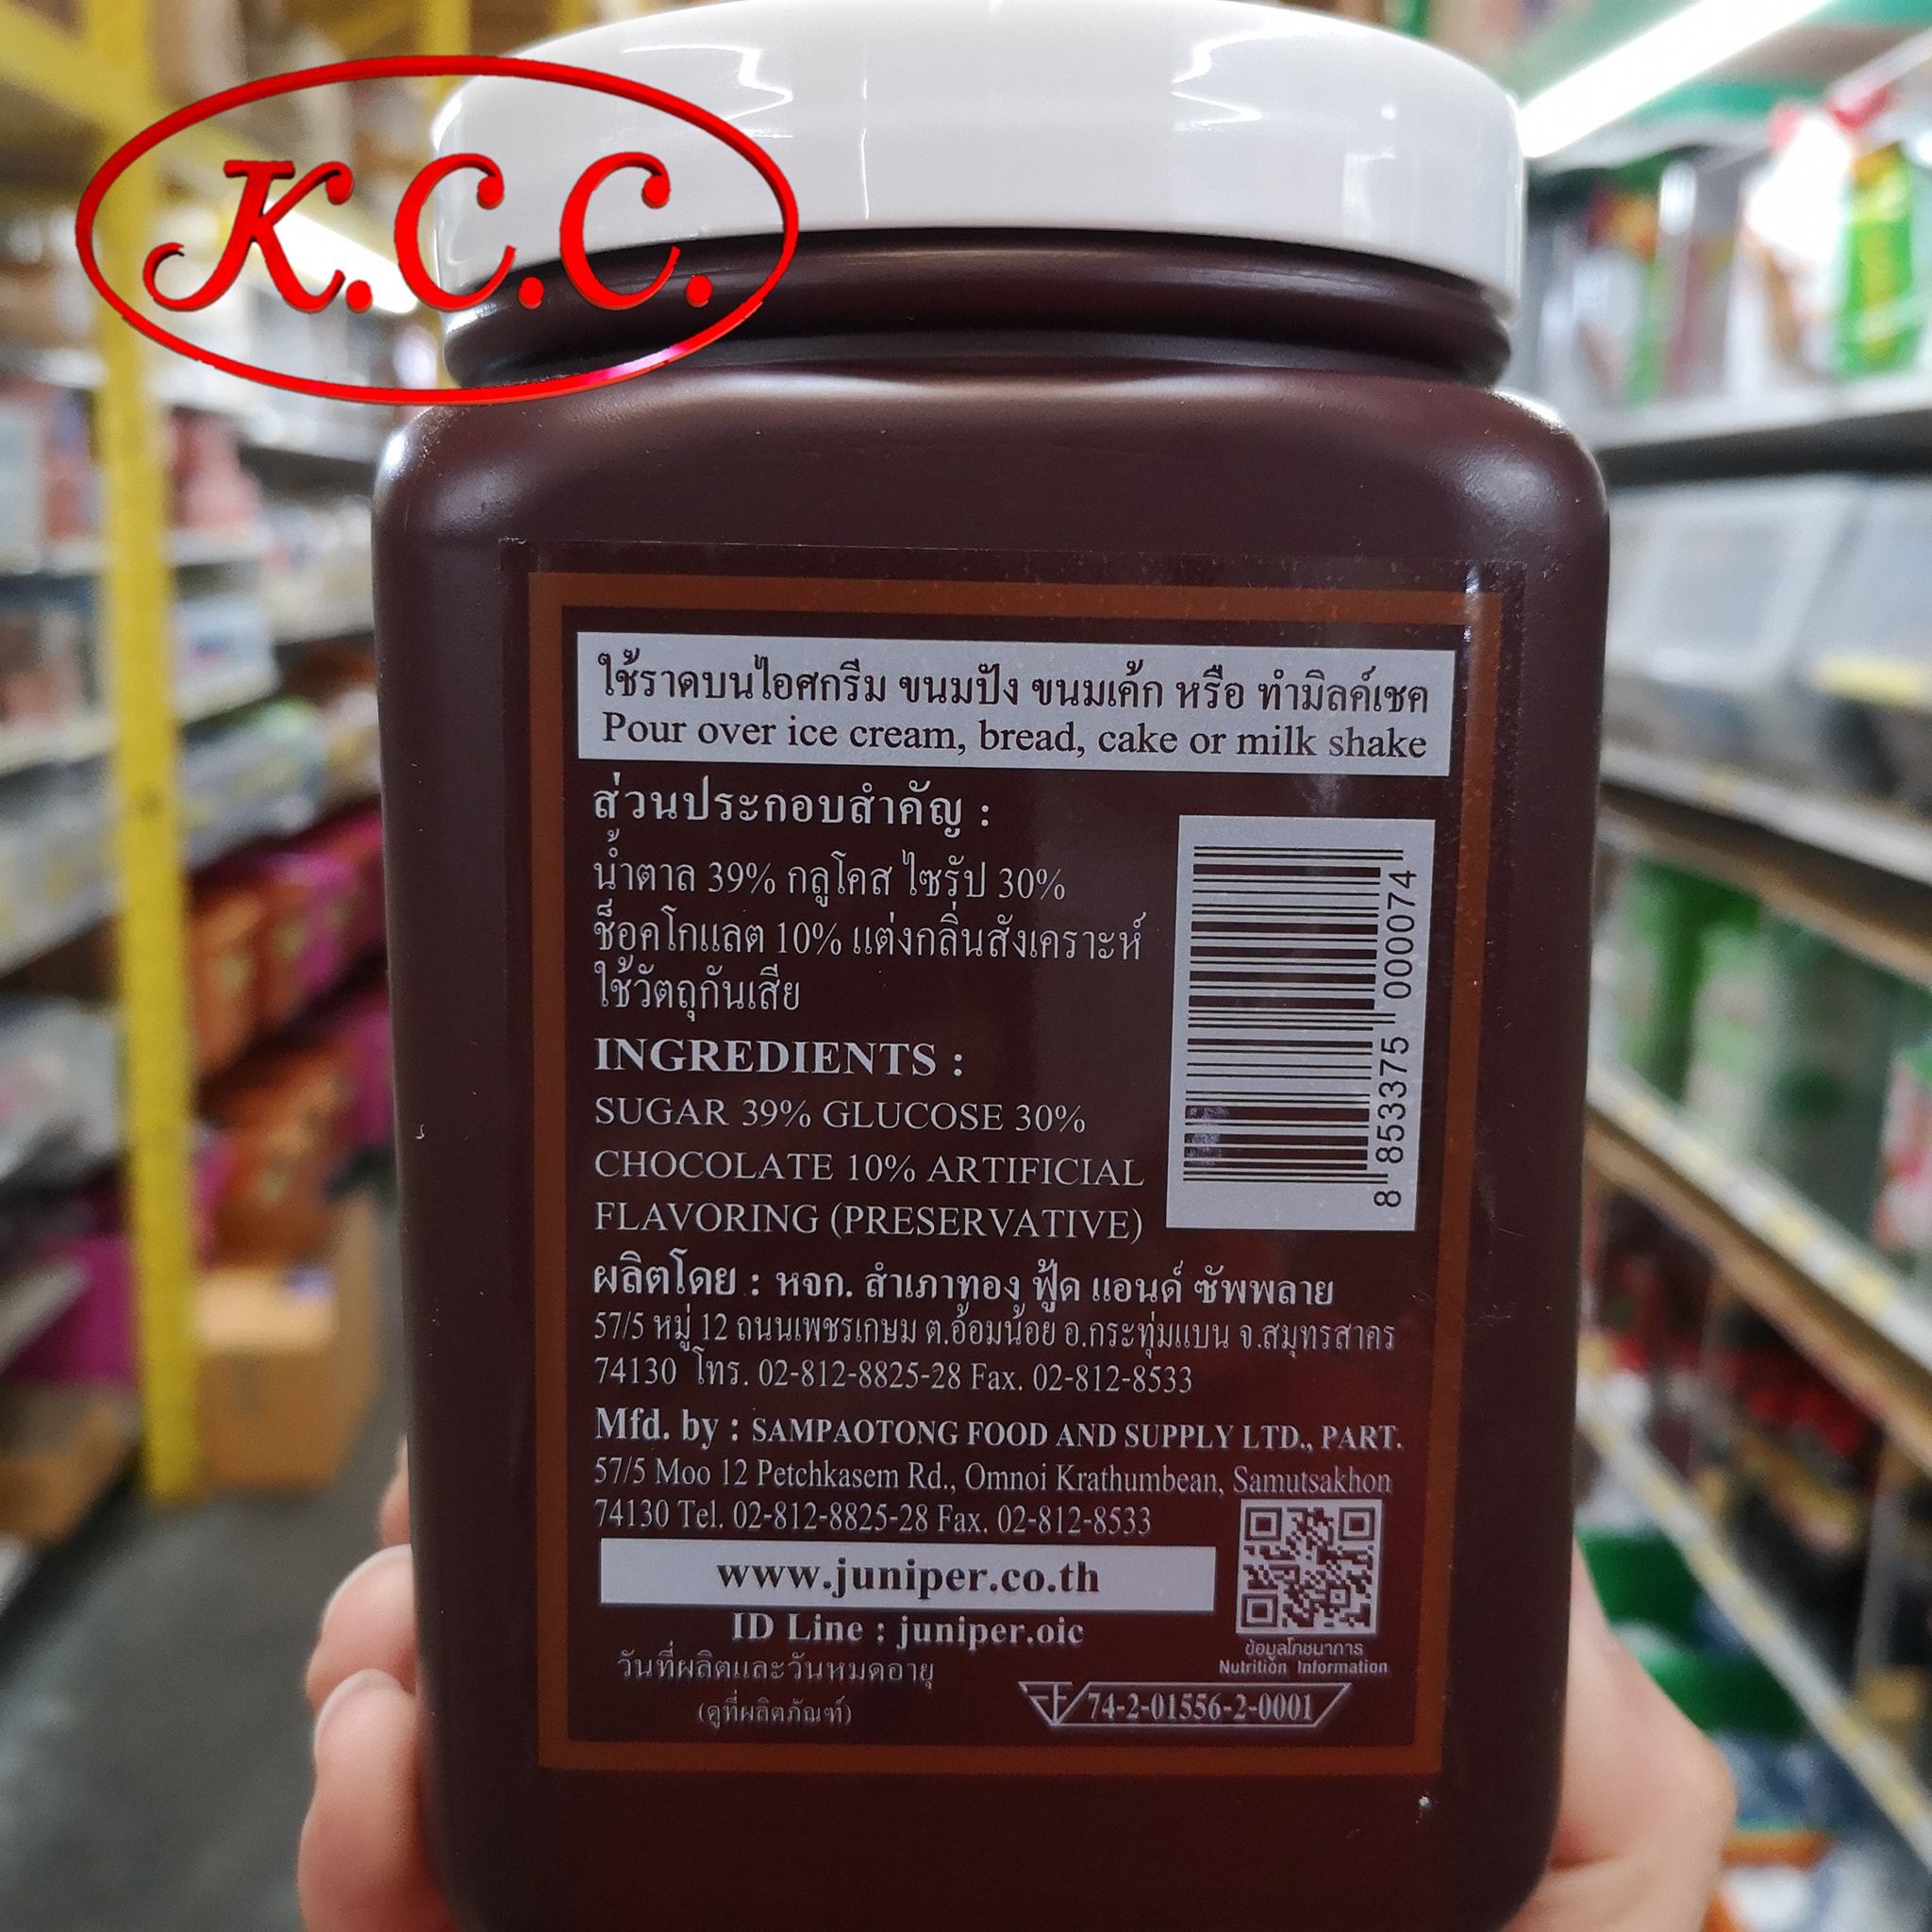 K.C.C.
ใช้ราดบนไอศกรีม ขนมปัง ขนมเค้ก หรือ ทำมิลค์เชค
Pour over ice cream, bread, cake or milk shake
ส่วนประกอบสำคัญ :
น้ำตาล 39% กลูโคส ไซรัป 30%
ช็อคโกแลต 10% แต่งกลิ่นสังเคราะห์
ใช้วัตถุกันเสีย
INGREDIENTS :
SUGAR 39% GLUCOSE 30%
CHOCOLATE 10% ARTIFICIAL
FLAVORING (PRESERVATIVE)
8 853375 000074
ผลิตโดย : หจก. สำเภาทอง ฟู้ด แอนด์ ซัพพลาย
57/5 หมู่ 12 ถนนเพชรเกษม ต.อ้อมน้อย อ.กระทุ่มแบน จ.สมุทรสาคร
74130 โทร. 02-812-8825-28 Fax. 02-812-8533
Mfd. by : SAMPAOTONG FOOD AND SUPPLY LTD., PART.
57/5 Moo 12 Petchkasem Rd., Omnoi Krathumbean, Samutsakhon
74130 Tel. 02-812-8825-28 Fax. 02-812-8533
www.juniper.co.th
ID Line : juniper.oic
ข้อมูลโภชนาการ
Nutrition Information
วันที่ผลิตและวันหมดอายุ
(ดูที่ผลิตภัณฑ์)
74-2-01556-2-0001